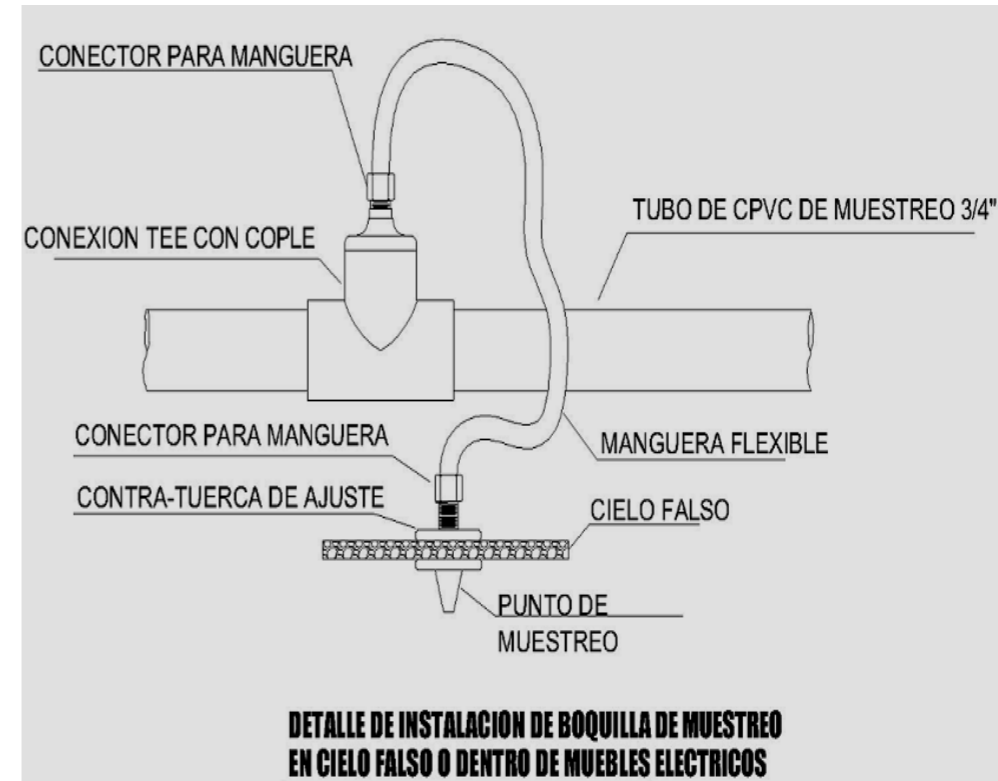 CONECTOR PARA MANGUERA
TUBO DE CPVC DE MUESTREO 3/4"
CONEXION TEE CON COPLE
CONECTOR PARA MANGUERA
MANGUERA FLEXIBLE
CONTRA-TUERCA DE AJUSTE
CIELO FALSO
PUNTO DE
MUESTREO
DETALLE DE INSTALACION DE BOQUILLA DE MUESTREO
EN CIELO FALSO O DENTRO DE MUEBLES ELECTRICOS